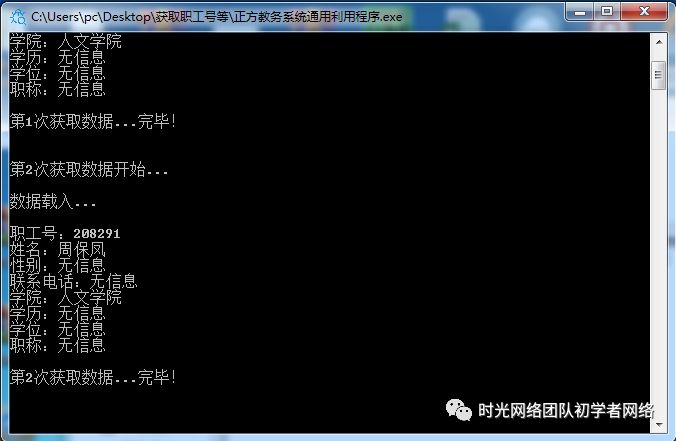 C:\Users\pc\Desktop\获取职工号等\正方教务系统通用利用程序.exe
学院：人文学院
学历：无信息
学位：无信息
职称：无信息
第1次获取数据...完毕！
第2次获取数据开始...
数据载入...
职工号：208291
姓名：周保凤
性别：无信息
联系电话：无信息
学院：人文学院
学历：无信息
学位：无信息
职称：无信息
第2次获取数据...完毕！
时光网络团队初学者网络